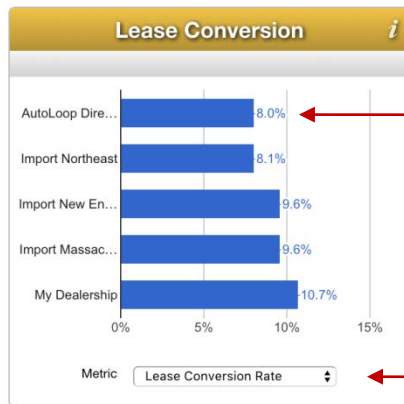 Lease Conversion i
AutoLoop Dire... 8.0%
Import Northeast 8.1%
Import New En... 9.6%
Import Massac... 9.6%
My Dealership 10.7%
0% 5% 10% 15%
Metric Lease Conversion Rate